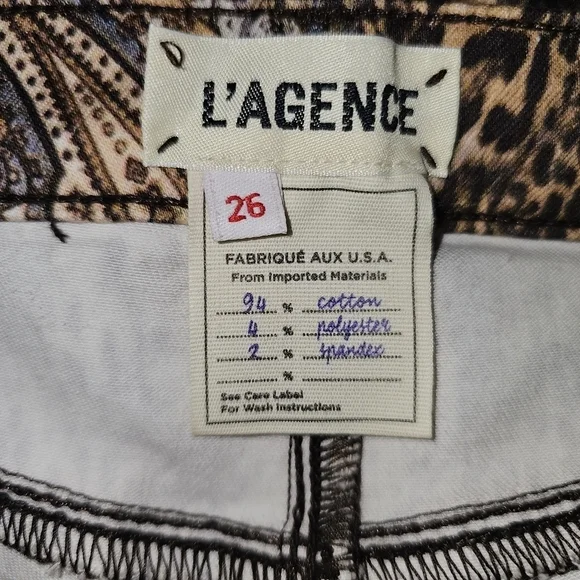 L'AGENCE
26
FABRIQUÉ AUX U.S.A.
From Imported Materials
94 % cotton
4 % polyester
2 % spandex
%
See Care Label
For Wash Instructions